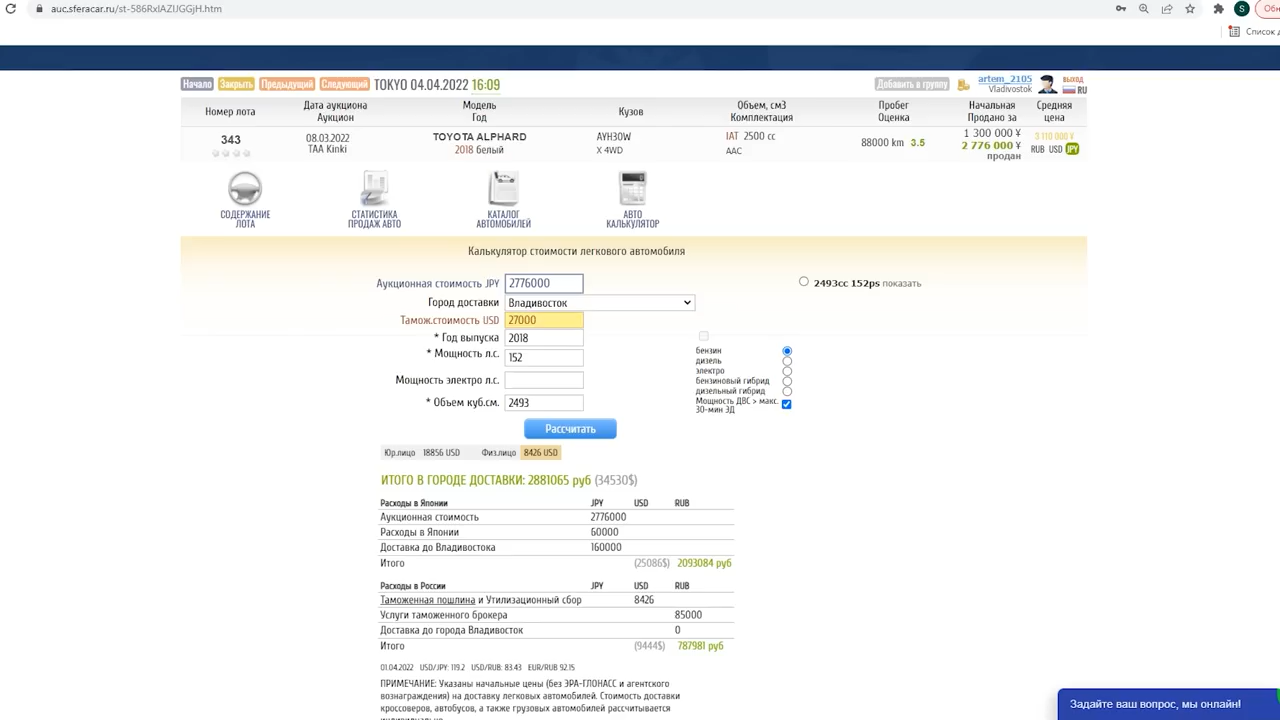 auc.sferacar.ru/st-586RxlAZIJGGjH.htm
S
Список д
Начало Закрыть Предыдущий Следующий TOKYO 04.04.2022 16:09
Добавить в группу
artem_2105
Vladivostok
ВЫХОД
RU
Номер лота
Дата аукциона
Аукцион
Модель
Год
Кузов
Объем, см3
Комплектация
Пробег
Оценка
Начальная
Продано за
Средняя
цена
343
08.03.2022
TAA Kinki
TOYOTA ALPHARD
2018 белый
AYH30W
X 4WD
IAT 2500 cc
AAC
88000 km 3.5
1 300 000 ¥
2 776 000 ¥
продан
3 110 000 ¥
RUB USD JPY
СОДЕРЖАНИЕ
ЛОТА
СТАТИСТИКА
ПРОДАЖ АВТО
КАТАЛОГ
АВТОМОБИЛЕЙ
АВТО
КАЛЬКУЛЯТОР
Калькулятор стоимости легкового автомобиля
Аукционная стоимость JPY 2776000
2493cc 152ps показать
Город доставки Владивосток
Тамож.стоимость USD 27000
* Год выпуска 2018
* Мощность л.с. 152
Мощность электро л.с.
* Объем куб.см. 2493
бензин
дизель
электро
бензиновый гибрид
дизельный гибрид
Мощность ДВС > макс.
30-мин ЭД
Рассчитать
Юр.лицо 18856 USD Физ.лицо 8426 USD
ИТОГО В ГОРОДЕ ДОСТАВКИ: 2881065 руб (34530$)
Расходы в Японии JPY USD RUB
Аукционная стоимость 2776000
Расходы в Японии 60000
Доставка до Владивостока 160000
Итого (25086$) 2093084 руб
Расходы в России JPY USD RUB
Таможенная пошлина и Утилизационный сбор 8426
Услуги таможенного брокера 85000
Доставка до города Владивосток 0
Итого (9444$) 787981 руб
01.04.2022 USD/JPY: 119.2 USD/RUB: 83.43 EUR/RUB 92.15
ПРИМЕЧАНИЕ: Указаны начальные цены (без ЭРА-ГЛОНАСС и агентского
вознаграждения) на доставку легковых автомобилей. Стоимость доставки
кроссоверов, автобусов, а также грузовых автомобилей рассчитывается
Задайте ваш вопрос, мы онлайн!